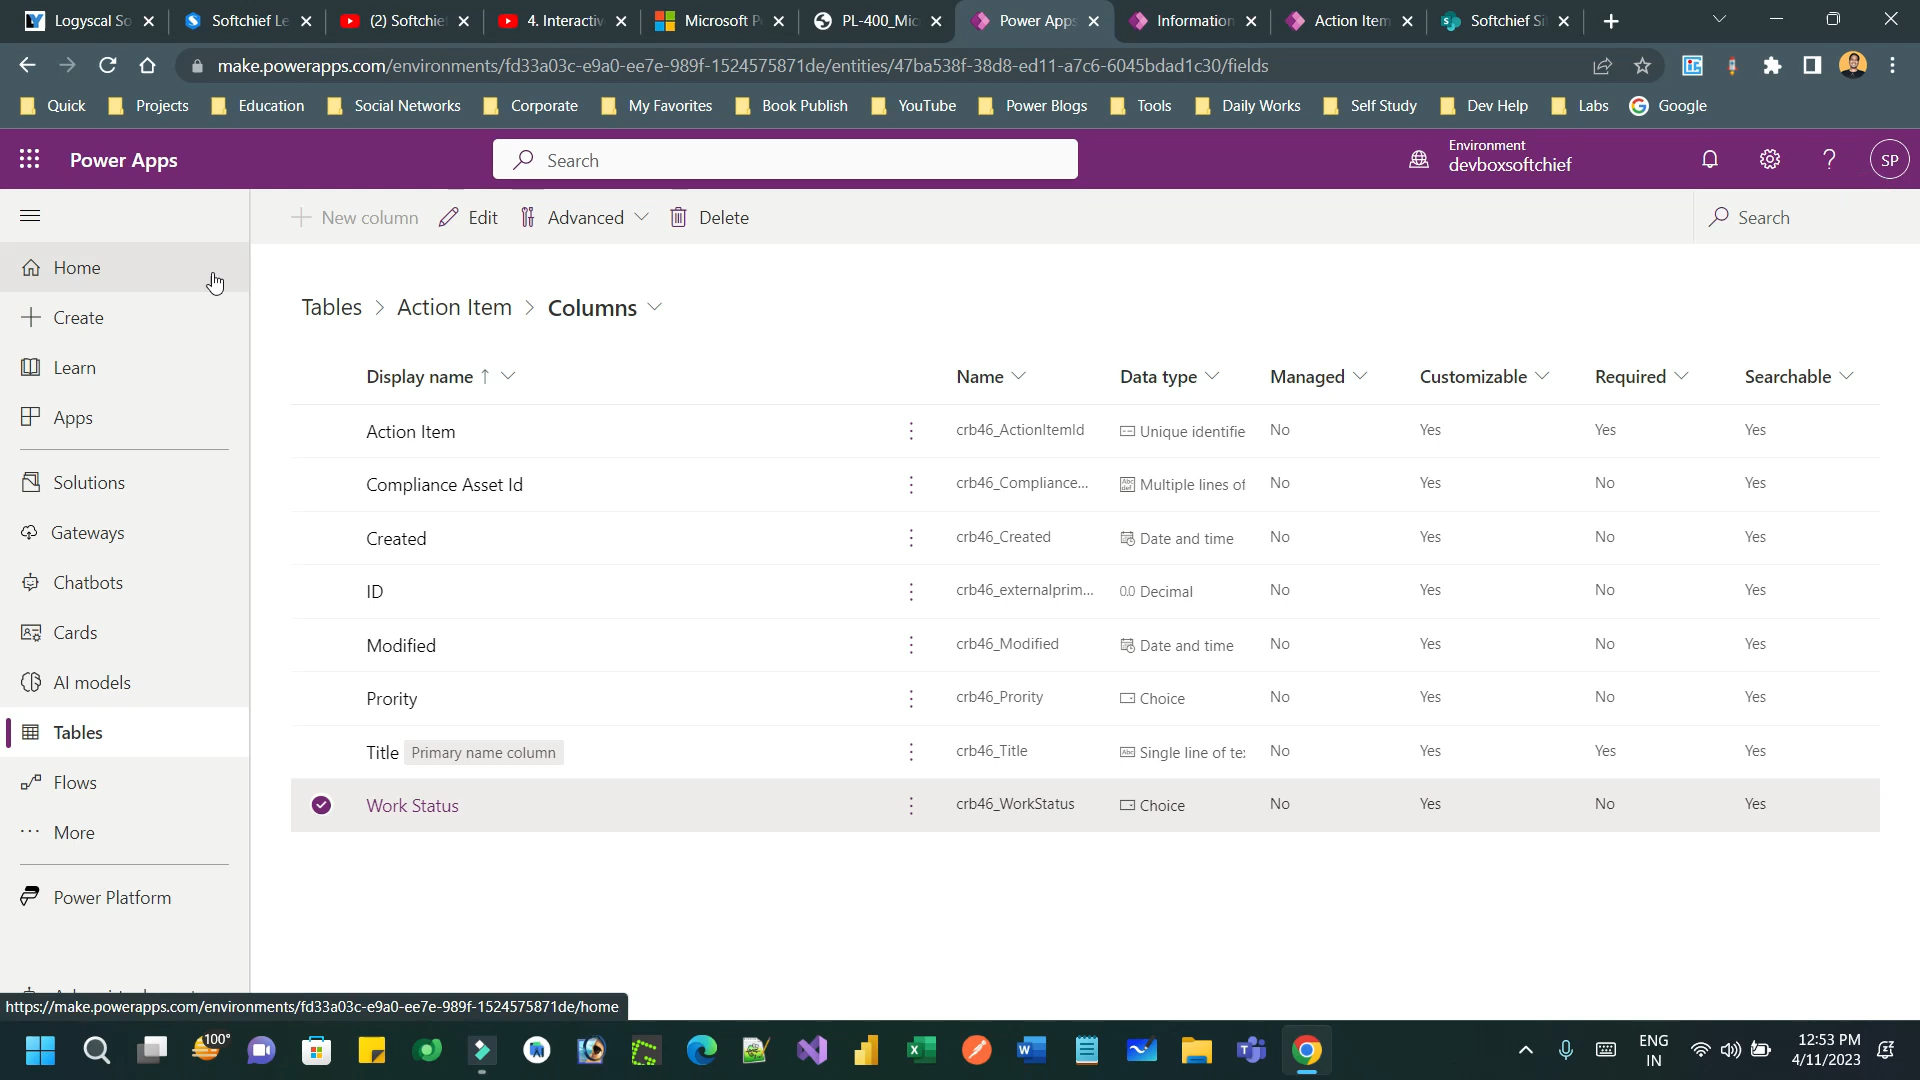 Logyscal So
Softchief Le
(2) Softchie
4. Interactiv
Microsoft P
PL-400_Mic
Power Apps
Information
Action Item
Softchief Si
make.powerapps.com/environments/fd33a03c-e9a0-ee7e-989f-1524575871de/entities/47ba538f-38d8-ed11-a7c6-6045bdad1c30/fields
Quick Projects Education Social Networks Corporate My Favorites Book Publish YouTube Power Blogs Tools Daily Works Self Study Dev Help Labs Google
Power Apps
Search
Environment
devboxsoftchief
SP
New column Edit Advanced Delete
Search
Home
Create
Learn
Apps
Solutions
Gateways
Chatbots
Cards
AI models
Tables
Flows
More
Power Platform
Tables > Action Item > Columns
Display name ↑ Name Data type Managed Customizable Required Searchable
Action Item crb46_ActionItemId Unique identifie No Yes Yes Yes
Compliance Asset Id crb46_Compliance... Multiple lines of No Yes No Yes
Created crb46_Created Date and time No Yes No Yes
ID crb46_externalprim... 0.0 Decimal No Yes No Yes
Modified crb46_Modified Date and time No Yes No Yes
Prority crb46_Prority Choice No Yes No Yes
Title Primary name column crb46_Title Abc Single line of te: No Yes Yes Yes
Work Status crb46_WorkStatus Choice No Yes No Yes
https://make.powerapps.com/environments/fd33a03c-e9a0-ee7e-989f-1524575871de/home
100°
ENG
IN
12:53 PM
4/11/2023